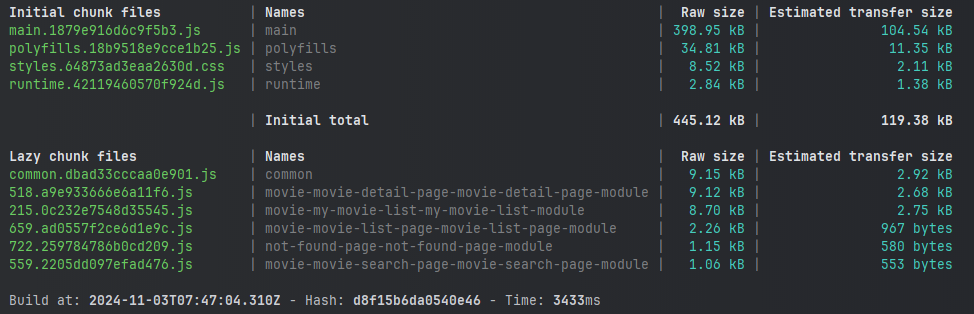 Initial chunk files | Names | Raw size | Estimated transfer size
main.1879e916d6c9f5b3.js | main | 398.95 kB | 104.54 kB
polyfills.18b9518e9cce1b25.js | polyfills | 34.81 kB | 11.35 kB
styles.64873ad3eaa2630d.css | styles | 8.52 kB | 2.11 kB
runtime.42119460570f924d.js | runtime | 2.84 kB | 1.38 kB
| Initial total | 445.12 kB | 119.38 kB
Lazy chunk files | Names | Raw size | Estimated transfer size
common.dbad33cccaa0e901.js | common | 9.15 kB | 2.92 kB
518.a9e933666e6a11f6.js | movie-movie-detail-page-movie-detail-page-module | 9.12 kB | 2.68 kB
215.0c232e7548d35545.js | movie-my-movie-list-my-movie-list-module | 8.70 kB | 2.75 kB
659.ad0557f2ce6d1e9c.js | movie-movie-list-page-movie-list-page-module | 2.26 kB | 967 bytes
722.259784786b0cd209.js | not-found-page-not-found-page-module | 1.15 kB | 580 bytes
559.2205dd097efad476.js | movie-movie-search-page-movie-search-page-module | 1.06 kB | 553 bytes
Build at: 2024-11-03T07:47:04.310Z - Hash: d8f15b6da0540e46 - Time: 3433ms